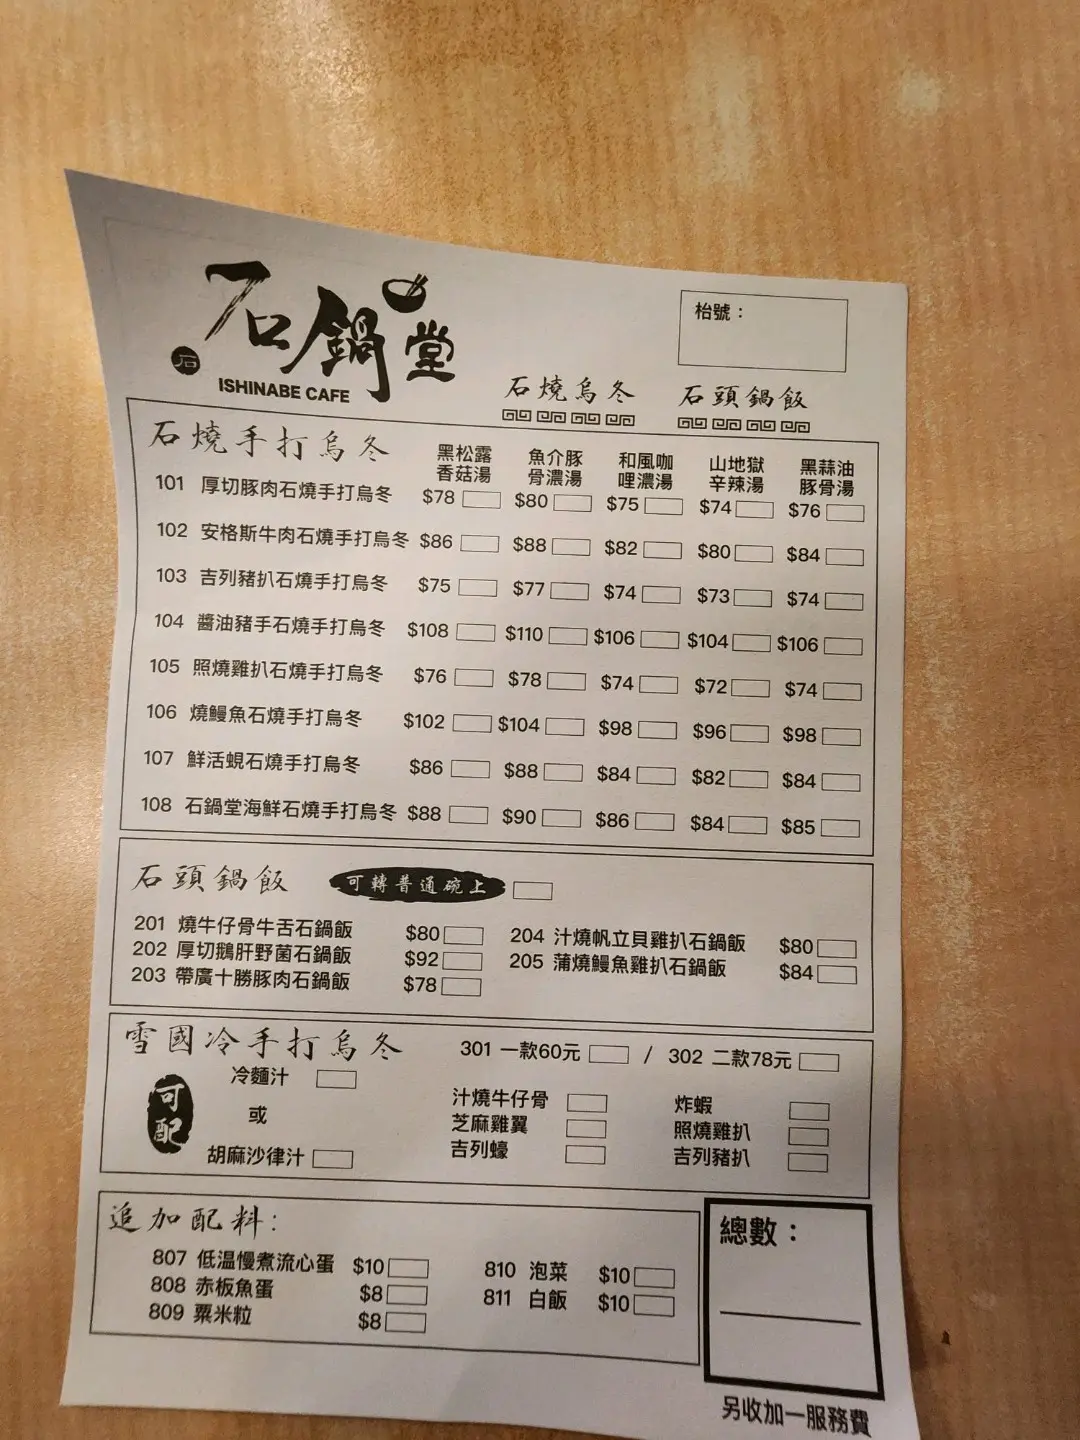 石鍋堂
石
ISHINABE CAFE
枱號：
石燒烏冬 石頭鍋飯
石燒手打烏冬
黑松露香菇湯 魚介豚骨濃湯 和風咖哩濃湯 山地獄辛辣湯 黑蒜油豚骨湯
101 厚切豚肉石燒手打烏冬 $78 $80 $75 $74 $76
102 安格斯牛肉石燒手打烏冬 $86 $88 $82 $80 $84
103 吉列豬扒石燒手打烏冬 $75 $77 $74 $73 $74
104 醬油豬手石燒手打烏冬 $108 $110 $106 $104 $106
105 照燒雞扒石燒手打烏冬 $76 $78 $74 $72 $74
106 燒鰻魚石燒手打烏冬 $102 $104 $98 $96 $98
107 鮮活蜆石燒手打烏冬 $86 $88 $84 $82 $84
108 石鍋堂海鮮石燒手打烏冬 $88 $90 $86 $84 $85
石頭鍋飯 可轉普通碗上
201 燒牛仔骨牛舌石鍋飯 $80 204 汁燒帆立貝雞扒石鍋飯 $80
202 厚切鵝肝野菌石鍋飯 $92 205 蒲燒鰻魚雞扒石鍋飯 $84
203 帶廣十勝豚肉石鍋飯 $78
雪國冷手打烏冬 301 一款60元 / 302 二款78元
可配
冷麵汁
或
胡麻沙律汁
汁燒牛仔骨 炸蝦
芝麻雞翼 照燒雞扒
吉列蠔 吉列豬扒
追加配料:
807 低温慢煮流心蛋 $10 810 泡菜 $10
808 赤板魚蛋 $8 811 白飯 $10
809 粟米粒 $8
總數：
另收加一服務費